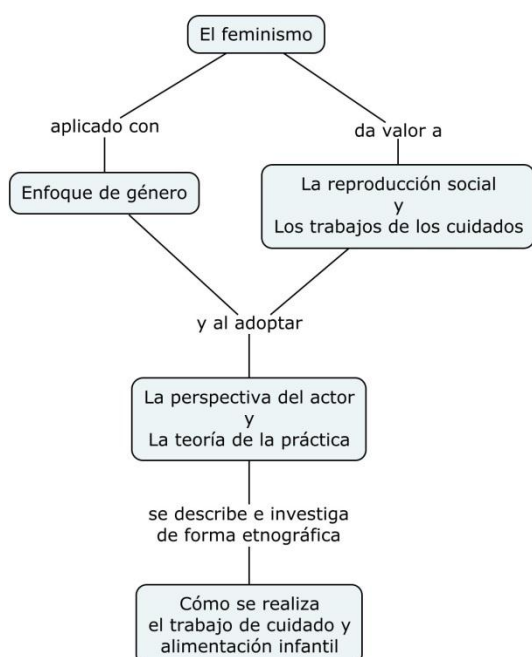 El feminismo
aplicado con
da valor a
Enfoque de género
La reproducción social
y
Los trabajos de los cuidados
y al adoptar
La perspectiva del actor
y
La teoría de la práctica
se describe e investiga
de forma etnográfica
Cómo se realiza
el trabajo de cuidado y
alimentación infantil